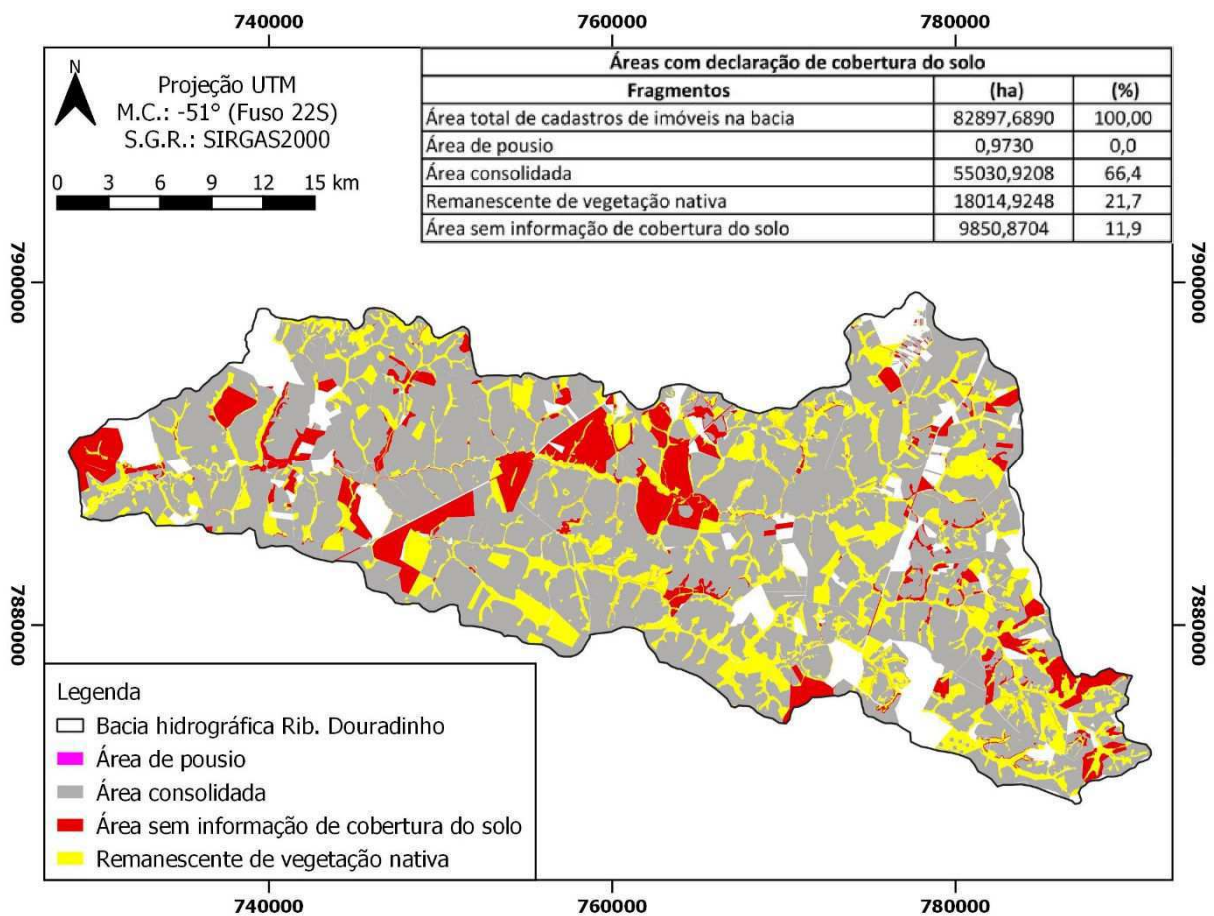 740000 760000 780000
N
Projeção UTM
M.C.: -51° (Fuso 22S)
S.G.R.: SIRGAS2000
0 3 6 9 12 15 km
Áreas com declaração de cobertura do solo
Fragmentos (ha) (%)
Área total de cadastros de imóveis na bacia 82897,6890 100,00
Área de pousio 0,9730 0,0
Área consolidada 55030,9208 66,4
Remanescente de vegetação nativa 18014,9248 21,7
Área sem informação de cobertura do solo 9850,8704 11,9
7900000 7900000
7880000 7880000
Legenda
Bacia hidrográfica Rib. Douradinho
Área de pousio
Área consolidada
Área sem informação de cobertura do solo
Remanescente de vegetação nativa
740000 760000 780000